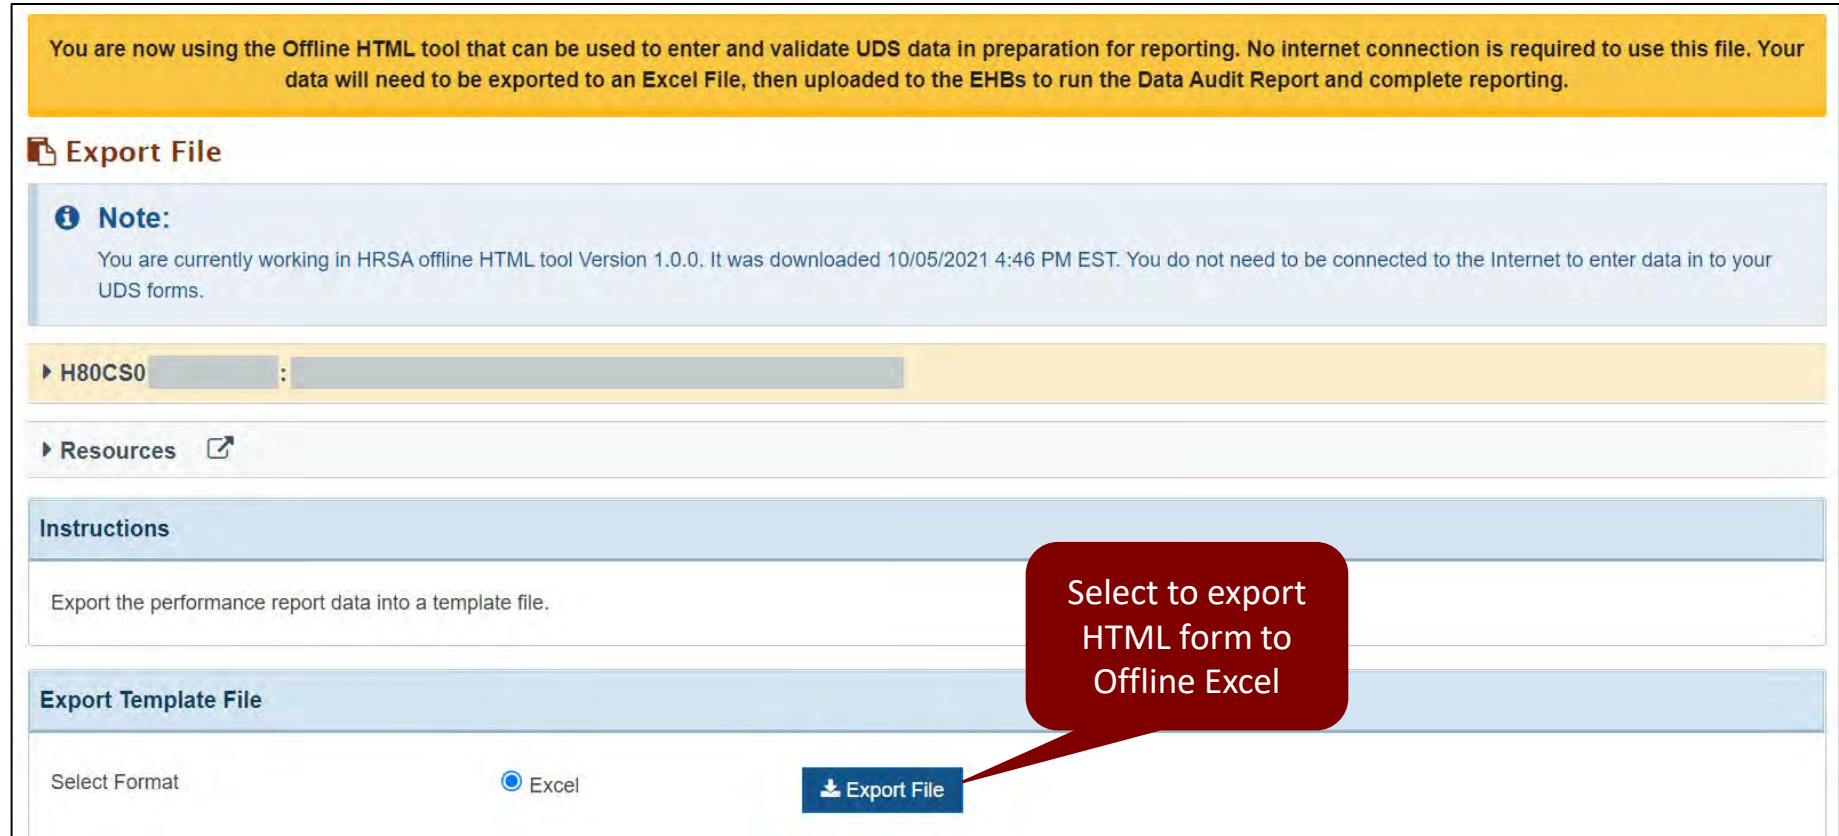 You are now using the Offline HTML tool that can be used to enter and validate UDS data in preparation for reporting. No internet connection is required to use this file. Your
data will need to be exported to an Excel File, then uploaded to the EHBs to run the Data Audit Report and complete reporting.
Export File
Note:
You are currently working in HRSA offline HTML tool Version 1.0.0. It was downloaded 10/05/2021 4:46 PM EST. You do not need to be connected to the Internet to enter data in to your
UDS forms.
H80CS0 :
Resources
Instructions
Export the performance report data into a template file.
Select to export
HTML form to
Offline Excel
Export Template File
Select Format Excel Export File